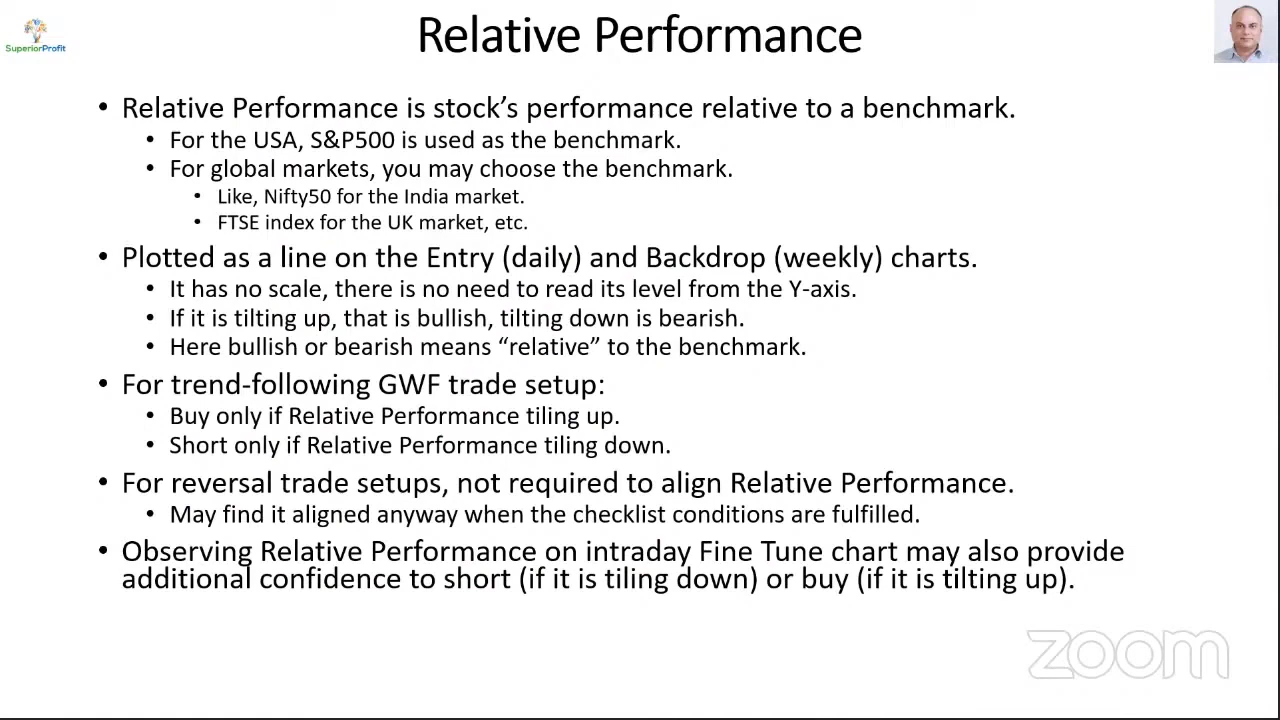 SuperiorProfit
Relative Performance
• Relative Performance is stock's performance relative to a benchmark.
• For the USA, S&P500 is used as the benchmark.
• For global markets, you may choose the benchmark.
• Like, Nifty50 for the India market.
• FTSE index for the UK market, etc.
• Plotted as a line on the Entry (daily) and Backdrop (weekly) charts.
• It has no scale, there is no need to read its level from the Y-axis.
• If it is tilting up, that is bullish, tilting down is bearish.
• Here bullish or bearish means “relative” to the benchmark.
• For trend-following GWF trade setup:
• Buy only if Relative Performance tiling up.
• Short only if Relative Performance tiling down.
• For reversal trade setups, not required to align Relative Performance.
• May find it aligned anyway when the checklist conditions are fulfilled.
• Observing Relative Performance on intraday Fine Tune chart may also provide
additional confidence to short (if it is tiling down) or buy (if it is tilting up).
zoom